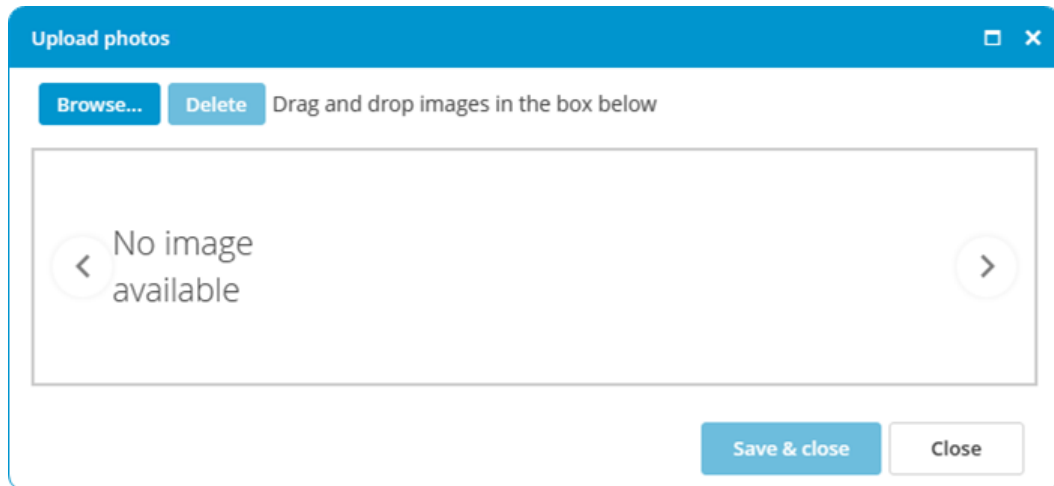 Upload photos
Browse... Delete Drag and drop images in the box below
No image
available
Save & close Close